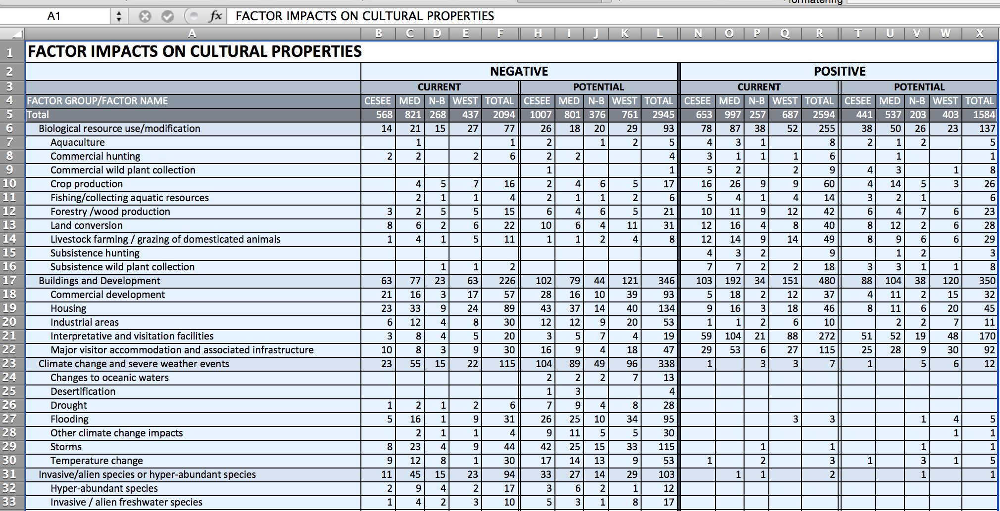 formatering
A1 fx FACTOR IMPACTS ON CULTURAL PROPERTIES
A B C D E F H I J K L N O P Q R T U V W X
1 FACTOR IMPACTS ON CULTURAL PROPERTIES
2 NEGATIVE POSITIVE
3 CURRENT POTENTIAL CURRENT POTENTIAL
4 FACTOR GROUP/FACTOR NAME CESEE MED N-B WEST TOTAL CESEE MED N-B WEST TOTAL CESEE MED N-B WEST TOTAL CESEE MED N-B WEST TOTAL
5 Total 568 821 268 437 2094 1007 801 376 761 2945 653 997 257 687 2594 441 537 203 403 1584
6 Biological resource use/modification 14 21 15 27 77 26 18 20 29 93 78 87 38 52 255 38 50 26 23 137
7 Aquaculture 1 1 2 1 2 5 4 3 1 8 2 1 2 5
8 Commercial hunting 2 2 2 6 2 2 4 3 1 1 1 6 1 1
9 Commercial wild plant collection 1 1 5 2 2 9 4 3 1 8
10 Crop production 4 5 7 16 2 4 6 5 17 16 26 9 9 60 4 14 5 3 26
11 Fishing/collecting aquatic resources 2 1 1 4 2 1 1 2 6 5 4 1 4 14 3 2 1 6
12 Forestry /wood production 3 2 5 5 15 6 4 6 5 21 10 11 9 12 42 6 4 7 6 23
13 Land conversion 8 6 2 6 22 10 6 4 11 31 12 16 4 8 40 8 12 2 6 28
14 Livestock farming / grazing of domesticated animals 1 4 1 5 11 1 1 2 4 8 12 14 9 14 49 8 9 6 6 29
15 Subsistence hunting 4 3 2 9 1 2 3
16 Subsistence wild plant collection 1 1 2 7 7 2 2 18 3 3 1 1 8
17 Buildings and Development 63 77 23 63 226 102 79 44 121 346 103 192 34 151 480 88 104 38 120 350
18 Commercial development 21 16 3 17 57 28 16 10 39 93 5 18 2 12 37 4 11 2 15 32
19 Housing 23 33 9 24 89 43 37 14 40 134 9 16 3 18 46 8 11 6 20 45
20 Industrial areas 6 12 4 8 30 12 12 9 20 53 1 1 2 6 10 2 2 7 11
21 Interpretative and visitation facilities 3 8 4 5 20 3 5 7 4 19 59 104 21 88 272 51 52 19 48 170
22 Major visitor accommodation and associated infrastructure 10 8 3 9 30 16 9 4 18 47 29 53 6 27 115 25 28 9 30 92
23 Climate change and severe weather events 23 55 15 22 115 104 89 49 96 338 1 3 3 7 1 5 6 12
24 Changes to oceanic waters 2 2 2 7 13
25 Desertification 1 3 4
26 Drought 1 2 1 2 6 7 9 4 8 28
27 Flooding 5 16 1 9 31 26 25 10 34 95 3 3 1 4 5
28 Other climate change impacts 2 1 1 4 9 11 5 5 30 1 1
29 Storms 8 23 4 9 44 42 25 15 33 115 1 1 1 1
30 Temperature change 9 12 8 1 30 17 14 13 9 53 1 2 3 1 3 1 5
31 Invasive/alien species or hyper-abundant species 11 45 15 23 94 33 27 14 29 103 1 1 2 1 1
32 Hyper-abundant species 2 9 4 2 17 3 6 2 1 12
33 Invasive / alien freshwater species 1 4 2 3 10 5 3 1 8 17